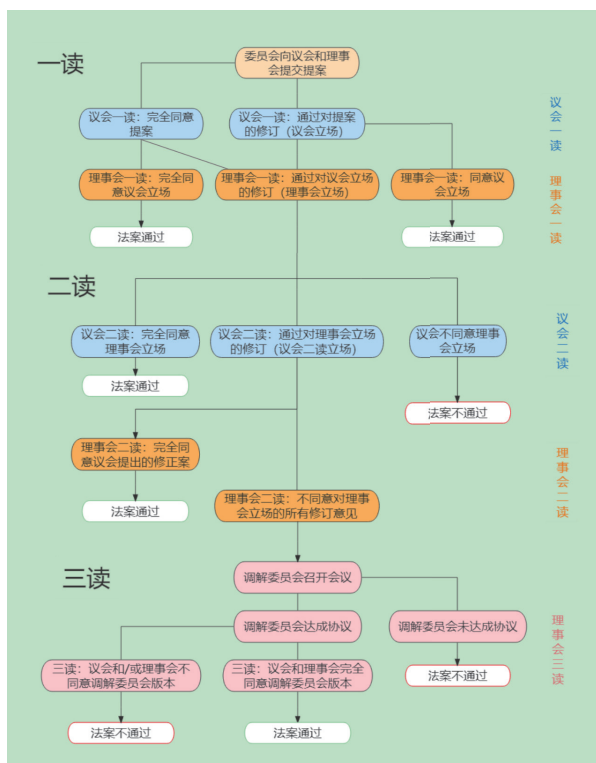 一读
委员会向议会和理事
会提交提案
议会一读：完全同意
提案
议会一读：通过对提案
的修订（议会立场）
议会一读
理事会一读：完全同
意议会立场
理事会一读：通过对议会立场
的修订（理事会立场）
理事会一读：同意议
会立场
理事会一读
法案通过
法案通过
二读
议会二读：完全同意
理事会立场
议会二读：通过对理事会立场
的修订（议会二读立场）
议会不同意理事
会立场
议会二读
法案通过
法案不通过
理事会二读：完全同
意议会提出的修正案
理事会二读
法案通过
理事会二读：不同意对理事
会立场的所有修订意见
三读
调解委员会召开会议
调解委员会达成协议
调解委员会未达成协议
理事会三读
三读：议会和/或理事会不
同意调解委员会版本
三读：议会和理事会完全
同意调解委员会版本
法案不通过
法案不通过
法案通过